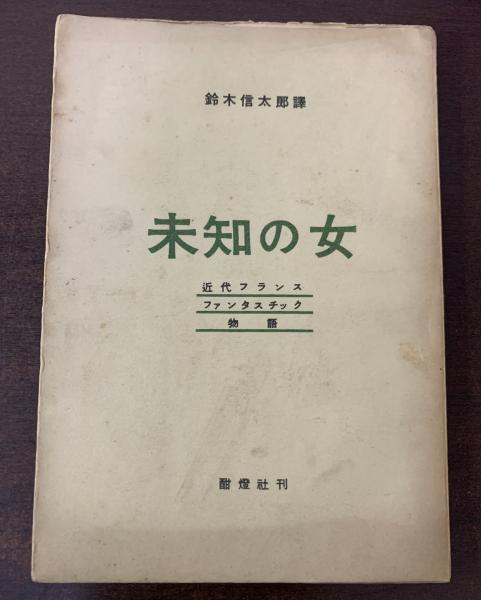 鈴木信太郎譯
未知の女
近代フランス
ファンタスチック
物語
酣燈社刊